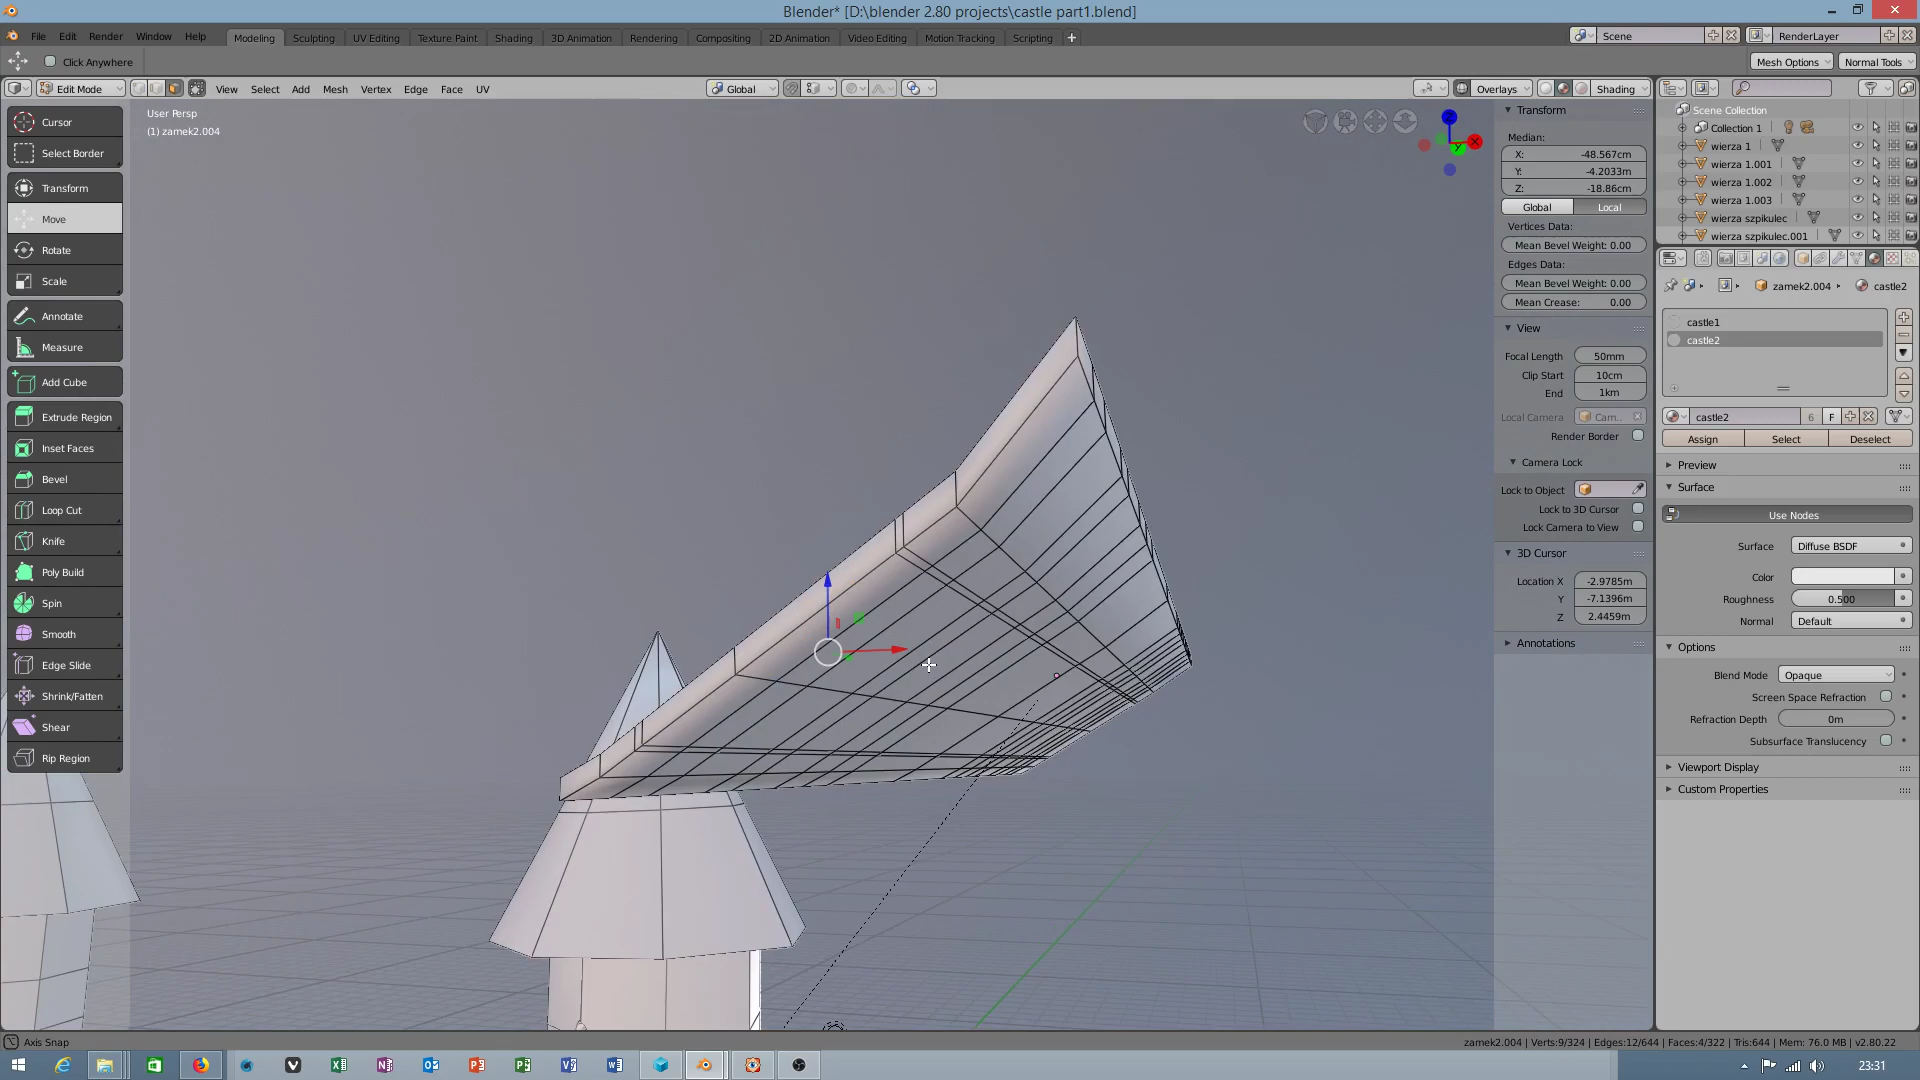 Blender* [D:\blender 2.80 projects\castle part1.blend]
File Edit Render Window Help
Modeling Sculpting UV Editing Texture Paint Shading 3D Animation Rendering Compositing 2D Animation Video Editing Motion Tracking Scripting
Scene RenderLayer
Click Anywhere
Mesh Options Normal Tools
Edit Mode View Select Add Mesh Vertex Edge Face UV
Global
Overlays Shading
Cursor
Select Border
Transform
Move
Rotate
Scale
Annotate
Measure
Add Cube
Extrude Region
Inset Faces
Bevel
Loop Cut
Knife
Poly Build
Spin
Smooth
Edge Slide
Shrink/Fatten
Shear
Rip Region
User Persp
(1) zamek2.004
Z X Y
Transform
Median:
X: -48.567cm
Y: -4.2033m
Z: -18.86cm
Global Local
Vertices Data:
Mean Bevel Weight: 0.00
Edges Data:
Mean Bevel Weight: 0.00
Mean Crease: 0.00
View
Focal Length 50mm
Clip Start 10cm
End 1km
Local Camera Cam..
Render Border
Camera Lock
Lock to Object
Lock to 3D Cursor
Lock Camera to View
3D Cursor
Location X -2.9785m
Y -7.1396m
Z 2.4459m
Annotations
Scene Collection
Collection 1
wierza 1
wierza 1.001
wierza 1.002
wierza 1.003
wierza szpikulec
wierza szpikulec.001
zamek2.004 castle2
castle1
castle2
castle2 6 F
Assign Select Deselect
Preview
Surface
Use Nodes
Surface Diffuse BSDF
Color
Roughness 0.500
Normal Default
Options
Blend Mode Opaque
Screen Space Refraction
Refraction Depth 0m
Subsurface Translucency
Viewport Display
Custom Properties
Axis Snap
zamek2.004 | Verts:9/324 | Edges:12/644 | Faces:4/322 | Tris:644 | Mem: 76.0 MB | v2.80.22
23:31